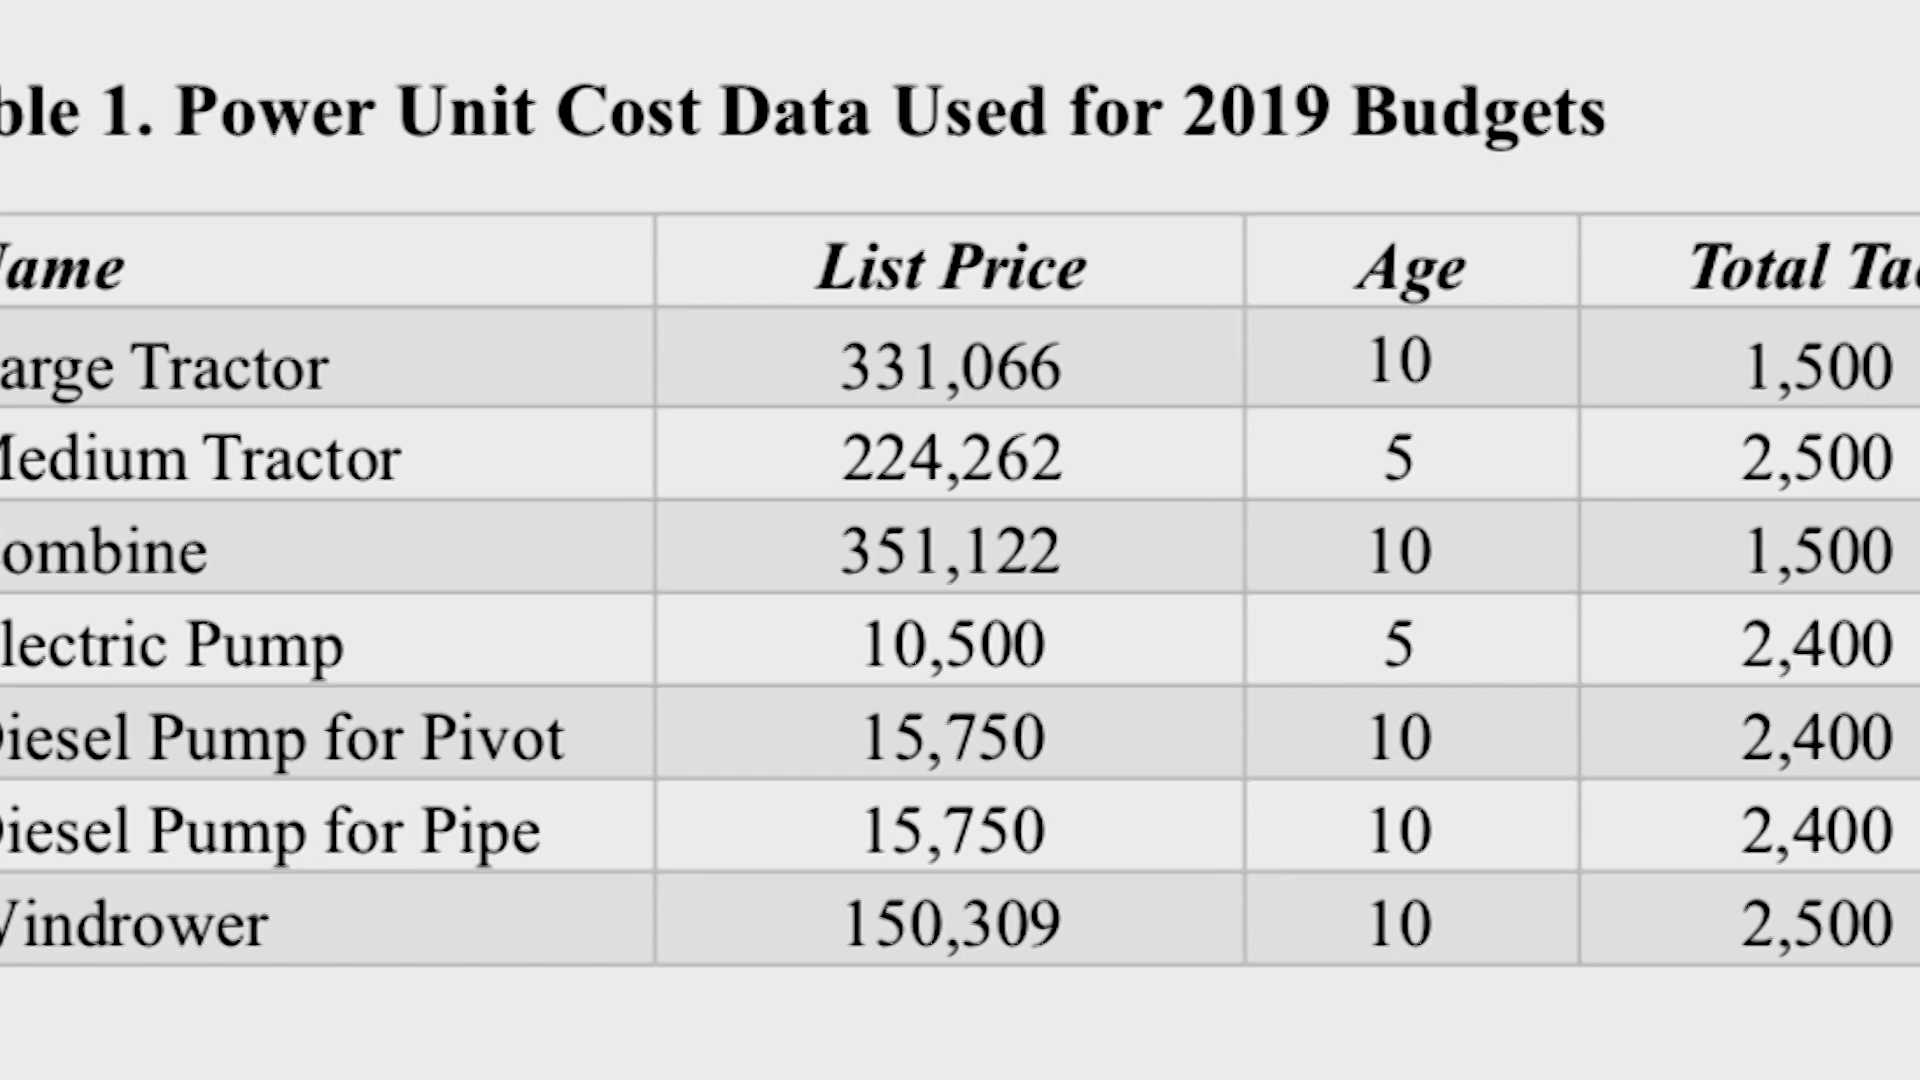 ble 1. Power Unit Cost Data Used for 2019 Budgets
Name List Price Age Total Tac
arge Tractor 331,066 10 1,500
Medium Tractor 224,262 5 2,500
ombine 351,122 10 1,500
lectric Pump 10,500 5 2,400
Diesel Pump for Pivot 15,750 10 2,400
Diesel Pump for Pipe 15,750 10 2,400
Windrower 150,309 10 2,500